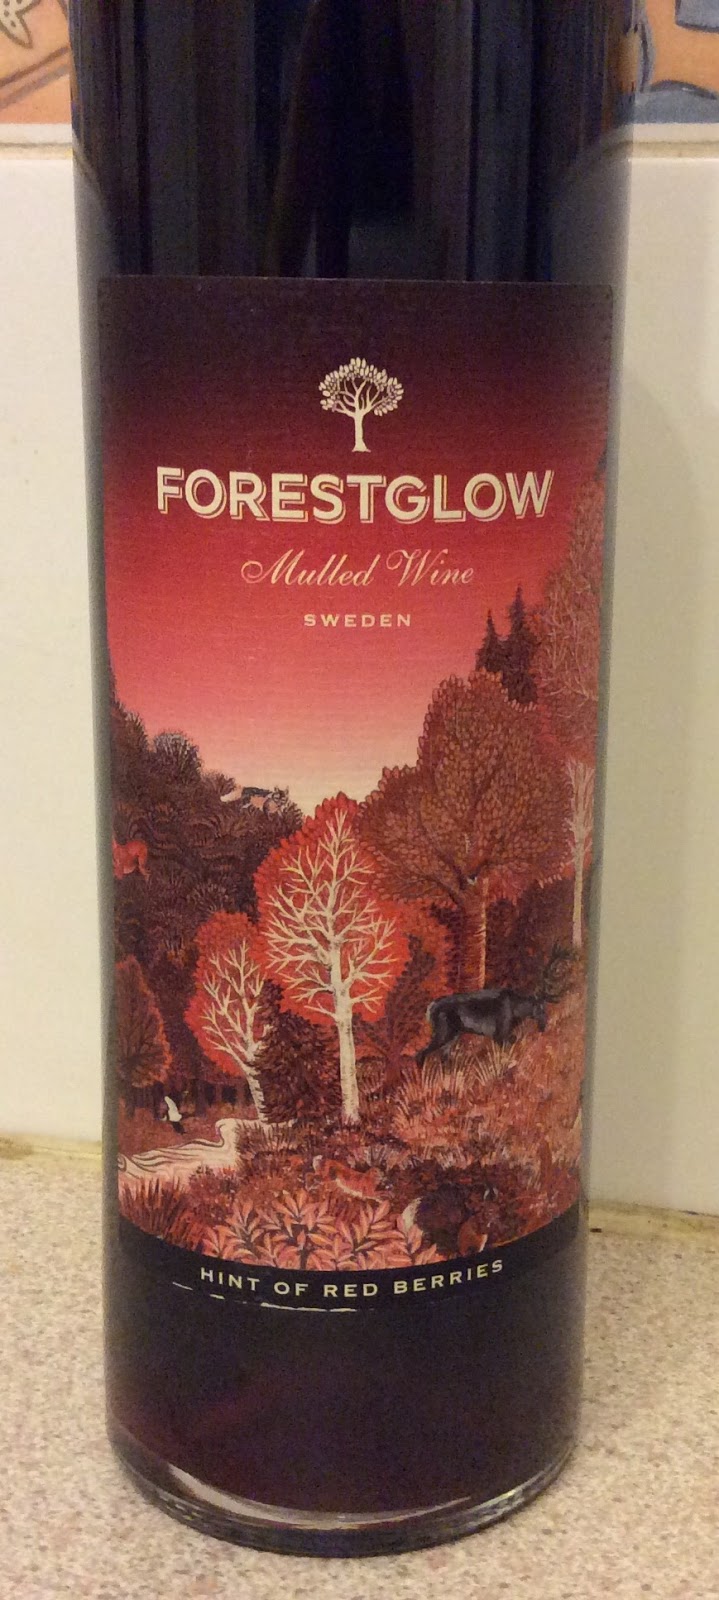 FORESTGLOW
Mulled Wine
SWEDEN
HINT OF RED BERRIES